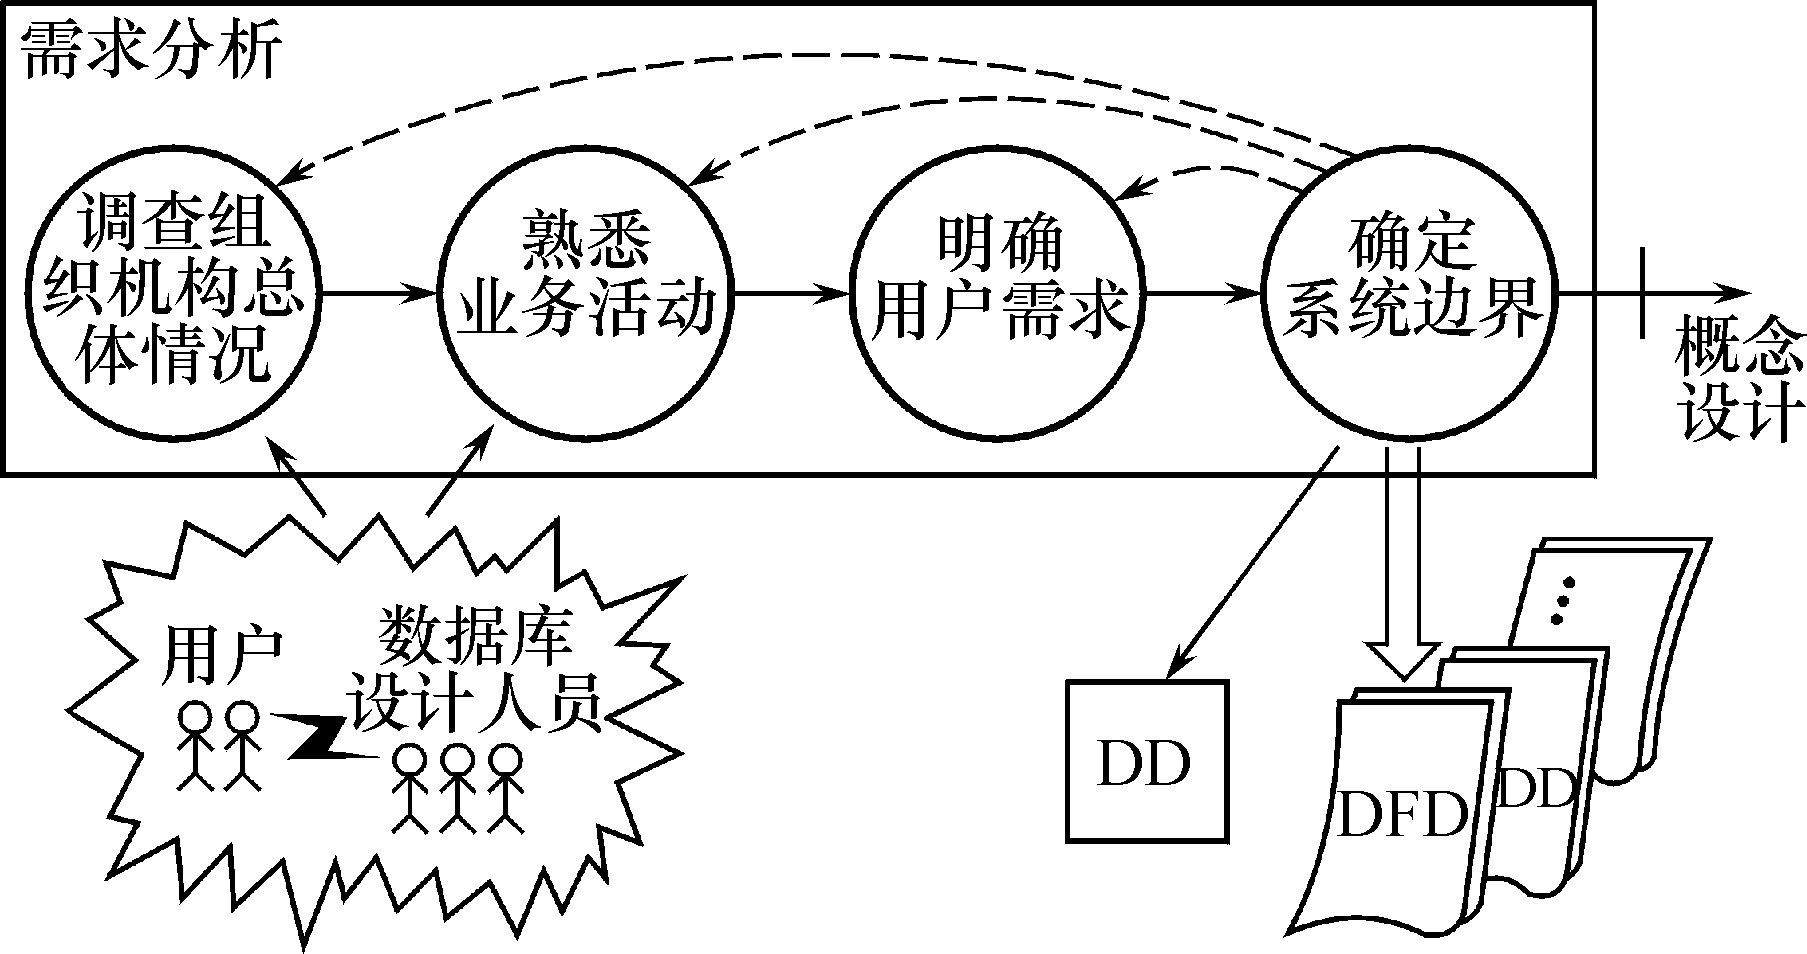 需求分析
调查组
织机构总
体情况
熟悉
业务活动
明确
用户需求
确定
系统边界
概念
设计
用户
数据库
设计人员
DD
DFD
DD